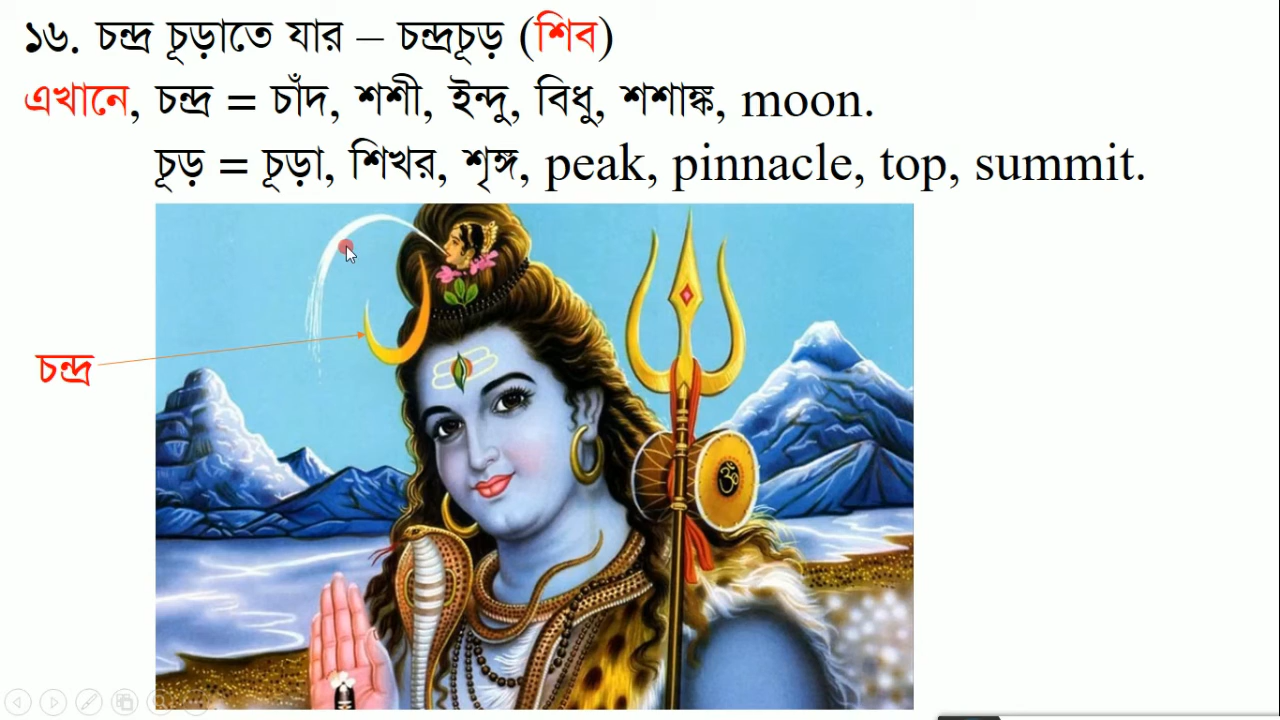 ১৬. চন্দ্র চূড়াতে যার – চন্দ্রচূড় (শিব)
এখানে, চন্দ্র = চাঁদ, শশী, ইন্দু, বিধু, শশাঙ্ক, moon.
চূড় = চূড়া, শিখর, শৃঙ্গ, peak, pinnacle, top, summit.
চন্দ্র
ॐ